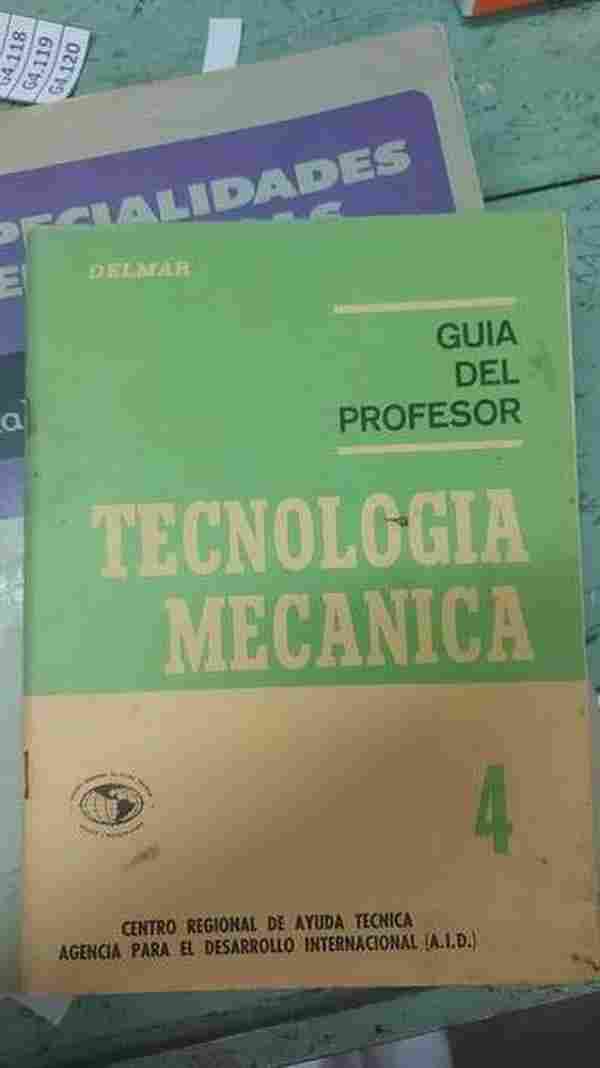 G4.118
G4.119
G4.120
PECIALIDADES
DELMAR
GUIA
DEL
PROFESOR
TECNOLOGIA
MECANICA
4
CENTRO REGIONAL DE AYUDA TECNICA
AGENCIA PARA EL DESARROLLO INTERNACIONAL (A.I.D.)